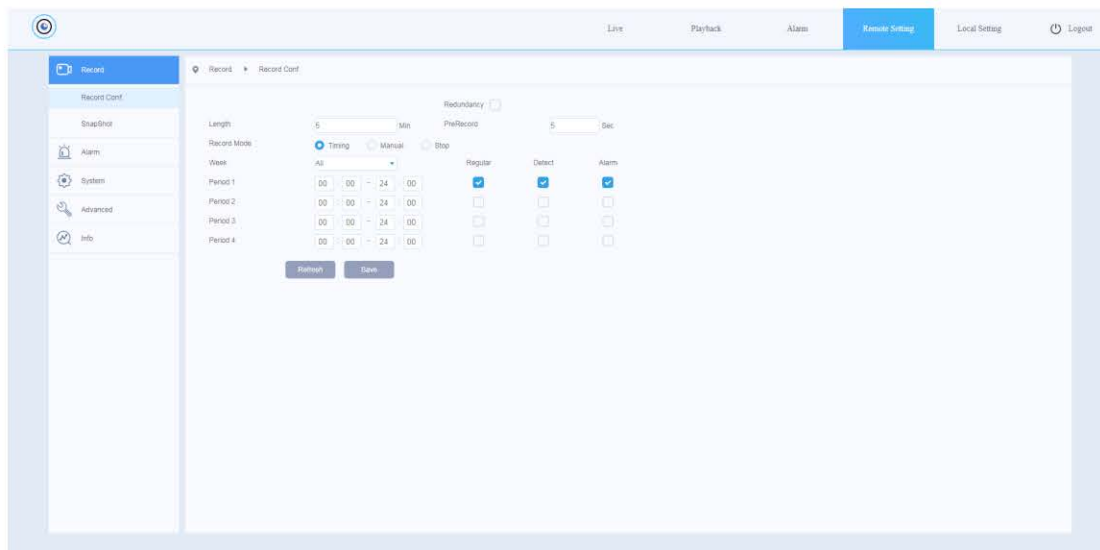 Live Playback Alarm Remote Setting Local Setting Logout
Record
Record Record Conf
Record Conf
SnapShot
Alarm
System
Advanced
Info
Redundancy
Length 5 Min PreRecord 5 Sec
Record Mode Timing Manual Stop
Week All Regular Detect Alarm
Period 1 00 : 00 - 24 : 00
Period 2 00 : 00 - 24 : 00
Period 3 00 : 00 - 24 : 00
Period 4 00 : 00 - 24 : 00
Refresh Save